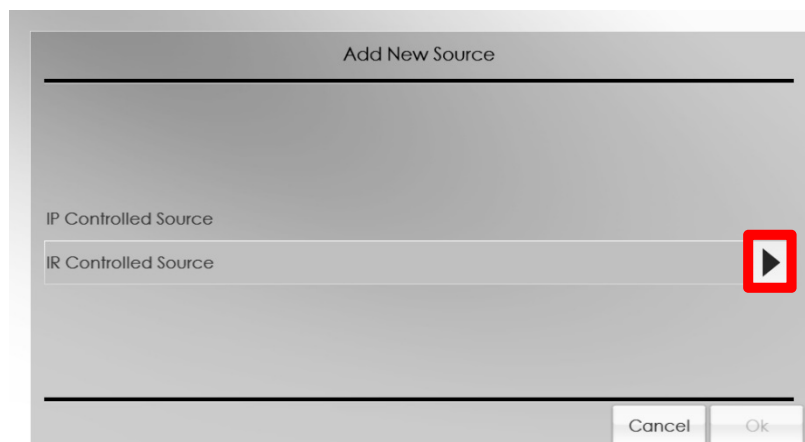 Add New Source
IP Controlled Source
IR Controlled Source
Cancel
Ok